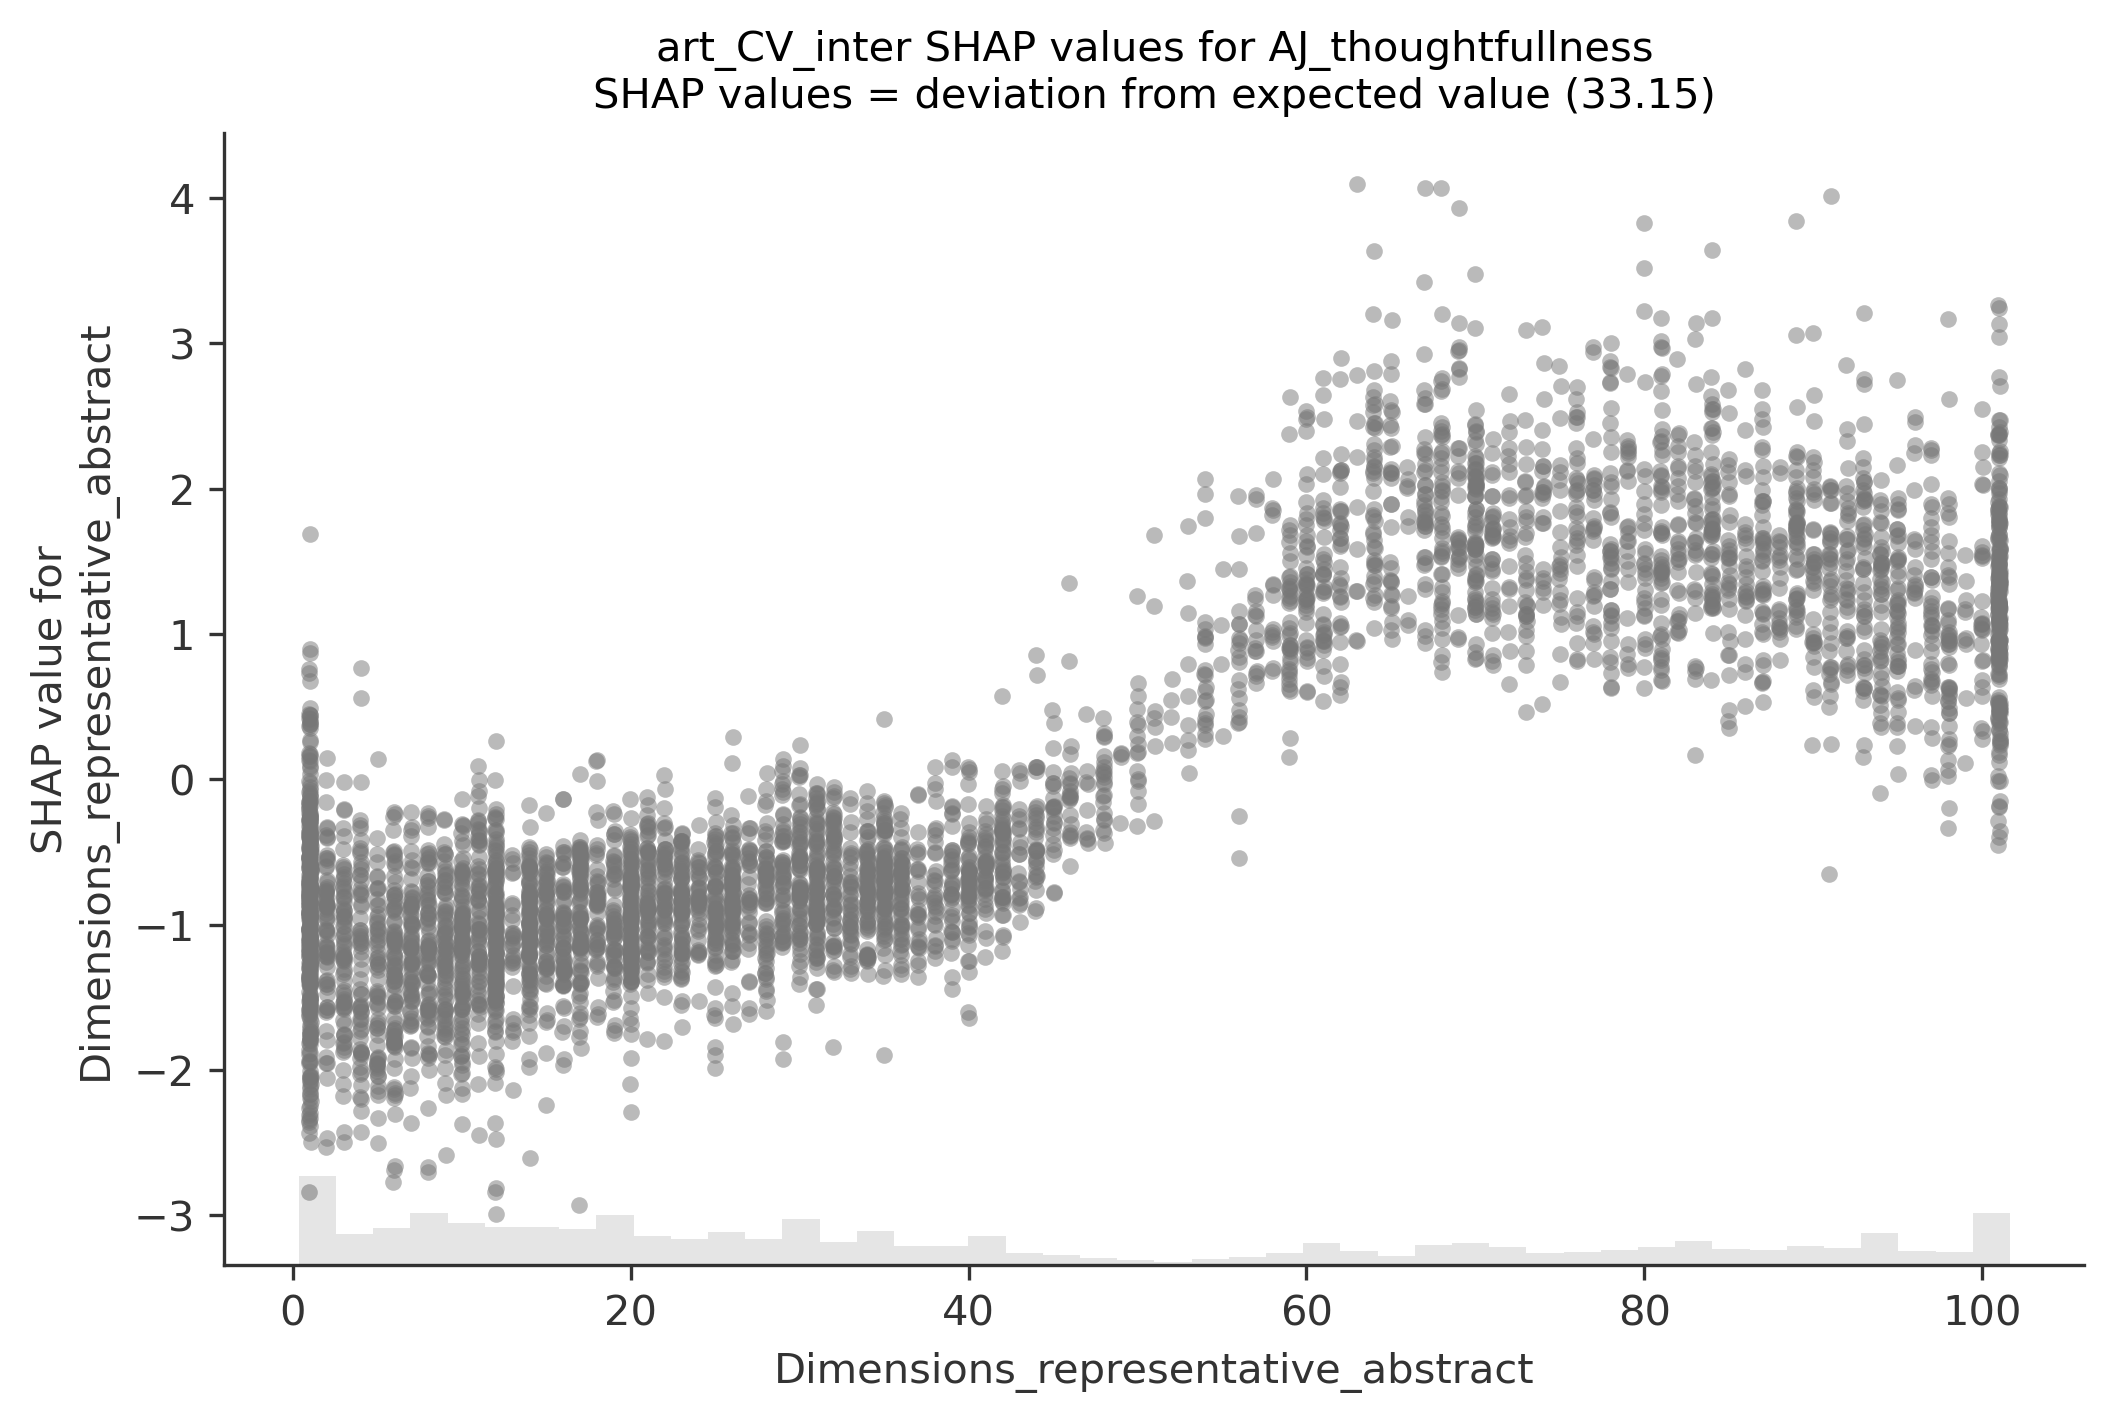 art_CV_inter SHAP values for AJ_thoughtfullness
SHAP values = deviation from expected value (33.15)
SHAP value for
Dimensions_representative_abstract
4
3
2
1
0
−1
−2
−3
0
20
40
60
80
100
Dimensions_representative_abstract